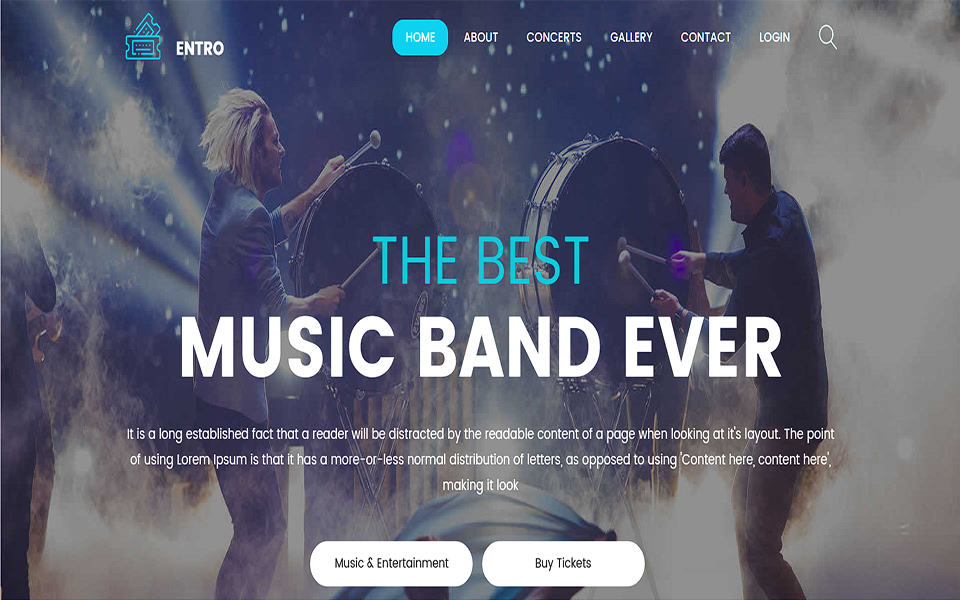 ENTRO
HOME ABOUT CONCERTS GALLERY CONTACT LOGIN
THE BEST
MUSIC BAND EVER
It is a long established fact that a reader will be distracted by the readable content of a page when looking at it's layout. The point
of using Lorem Ipsum is that it has a more-or-less normal distribution of letters, as opposed to using 'Content here, content here',
making it look
Music & Entertainment
Buy Tickets